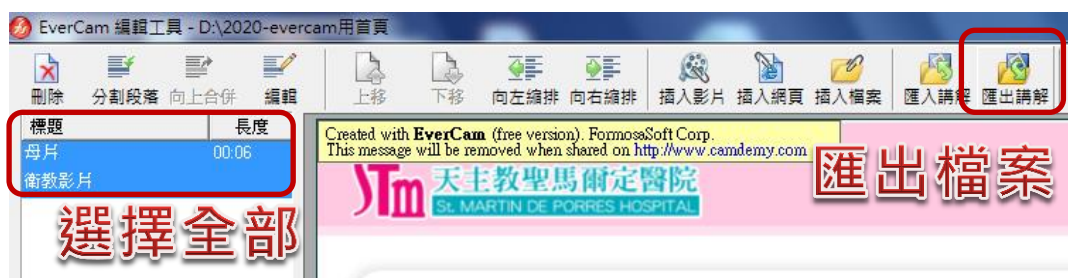 EverCam 編輯工具 - D:\2020-evercam用首頁
刪除 分割段落 向上合併 編輯 上移 下移 向左縮排 向右縮排 插入影片 插入網頁 插入檔案 匯入講解 匯出講解
標題 長度
母片 00:06
衛教影片
選擇全部
Created with EverCam (free version). FormosaSoft Corp.
This message will be removed when shared on http://www.camdemy.com
STm 天主教聖馬爾定醫院
ST. MARTIN DE PORRES HOSPITAL
匯出檔案